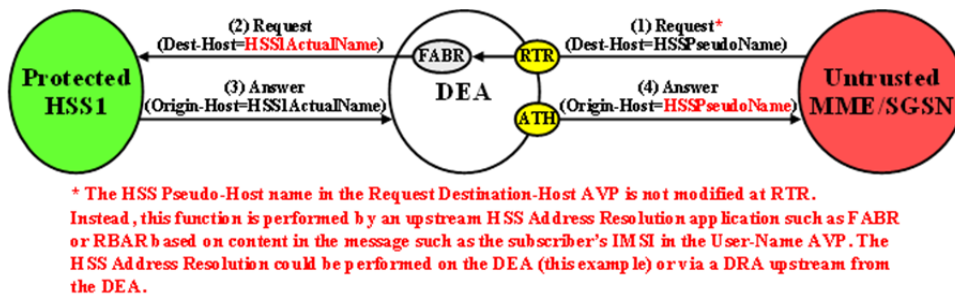 (2) Request
(Dest-Host=HSS1ActualName)
(1) Request*
(Dest-Host=HSSPseudoName)
FABR
RTR
Protected
HSS1
DEA
Untrusted
MME/SGSN
(3) Answer
(Origin-Host=HSS1ActualName)
(4) Answer
(Origin-Host=HSSPseudoName)
ATH
* The HSS Pseudo-Host name in the Request Destination-Host AVP is not modified at RTR.
Instead, this function is performed by an upstream HSS Address Resolution application such as FABR
or RBAR based on content in the message such as the subscriber's IMSI in the User-Name AVP. The
HSS Address Resolution could be performed on the DEA (this example) or via a DRA upstream from
the DEA.